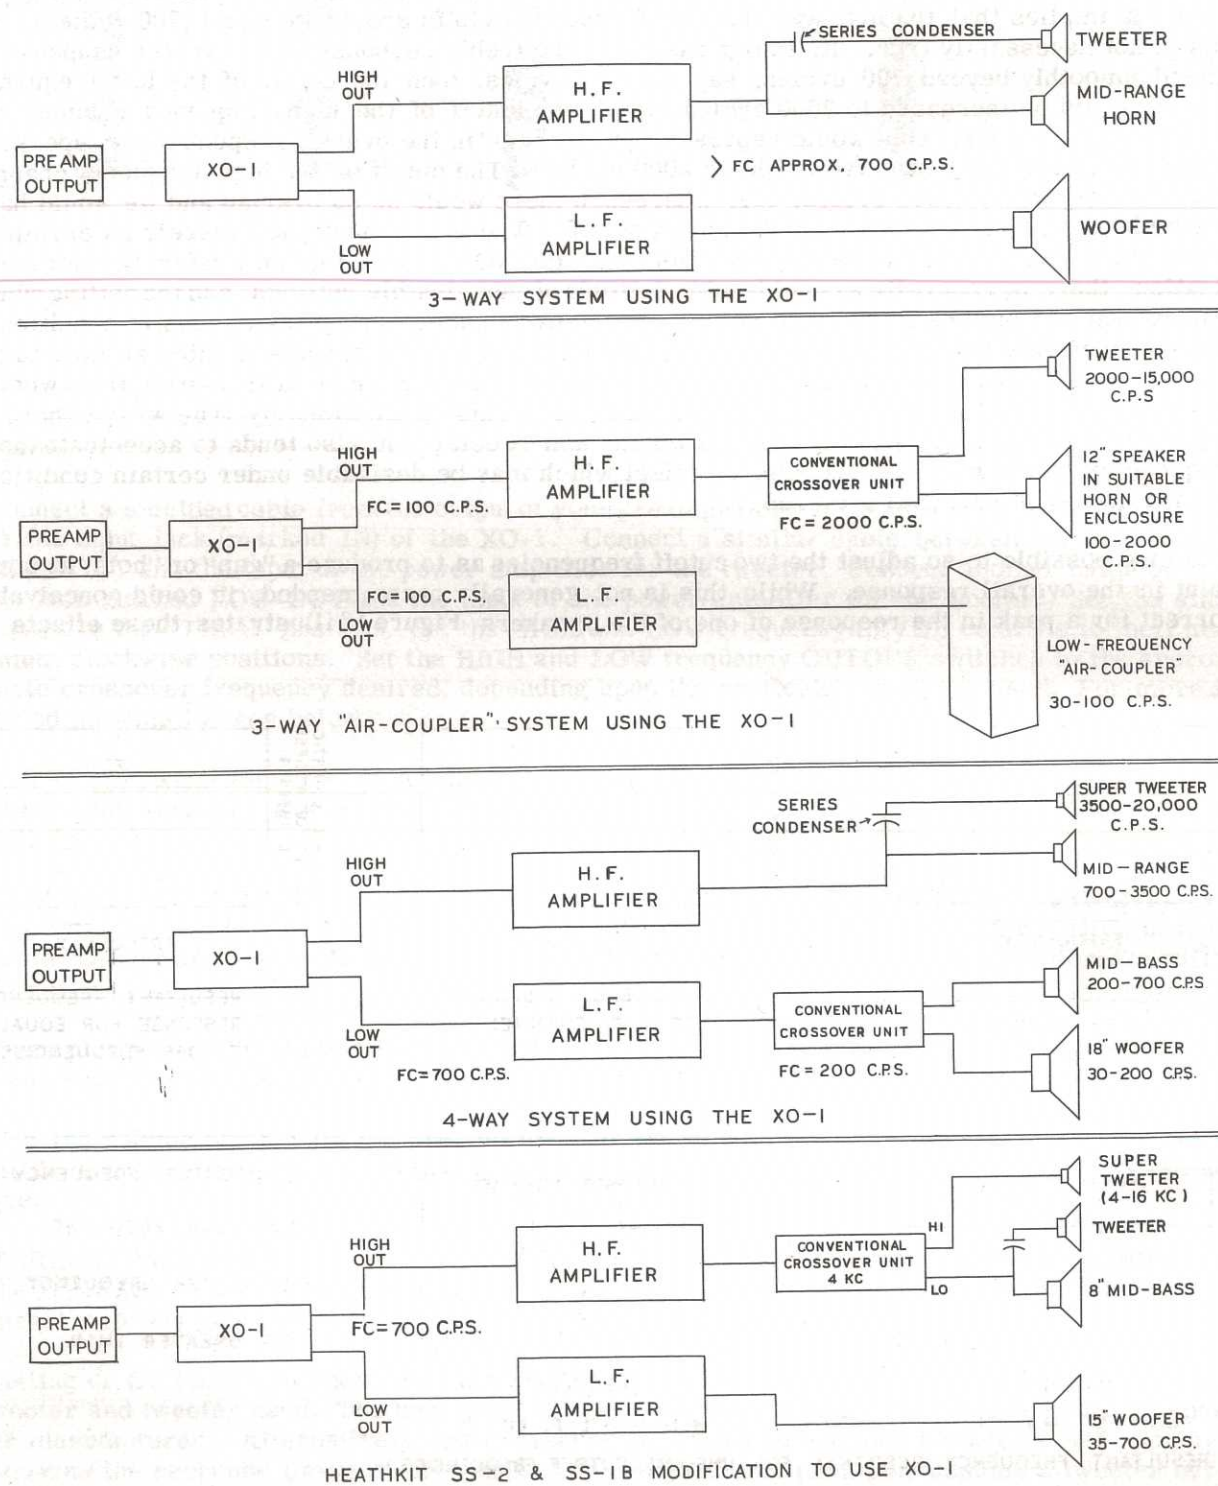 SERIES CONDENSER
TWEETER
HIGH
OUT
H.F.
AMPLIFIER
MID-RANGE
HORN
PREAMP
OUTPUT
XO-1
> FC APPROX. 700 C.P.S.
LOW
OUT
L.F.
AMPLIFIER
WOOFER
3-WAY SYSTEM USING THE XO-1
TWEETER
2000-15,000
C.P.S
HIGH
OUT
FC=100 C.P.S.
H.F.
AMPLIFIER
CONVENTIONAL
CROSSOVER UNIT
FC=2000 C.P.S.
12" SPEAKER
IN SUITABLE
HORN OR
ENCLOSURE
100-2000
C.P.S.
PREAMP
OUTPUT
XO-1
FC=100 C.P.S.
LOW
OUT
L.F.
AMPLIFIER
LOW-FREQUENCY
"AIR-COUPLER"
30-100 C.P.S.
3-WAY "AIR-COUPLER" SYSTEM USING THE XO-1
SERIES
CONDENSER
SUPER TWEETER
3500-20,000
C.P.S.
HIGH
OUT
H.F.
AMPLIFIER
MID-RANGE
700-3500 C.P.S.
PREAMP
OUTPUT
XO-1
LOW
OUT
FC=700 C.P.S.
L.F.
AMPLIFIER
CONVENTIONAL
CROSSOVER UNIT
FC=200 C.P.S.
MID-BASS
200-700 C.P.S
18" WOOFER
30-200 C.P.S.
4-WAY SYSTEM USING THE XO-1
SUPER
TWEETER
(4-16 KC)
HIGH
OUT
H.F.
AMPLIFIER
CONVENTIONAL
CROSSOVER UNIT
4 KC
HI
LO
TWEETER
8" MID-BASS
PREAMP
OUTPUT
XO-1
FC=700 C.P.S.
LOW
OUT
L.F.
AMPLIFIER
15" WOOFER
35-700 C.P.S.
HEATHKIT SS-2 & SS-1B MODIFICATION TO USE XO-1